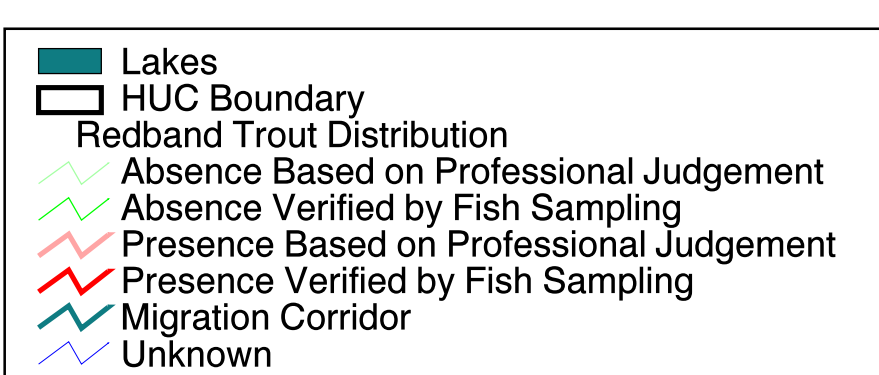 Lakes
HUC Boundary
Redband Trout Distribution
Absence Based on Professional Judgement
Absence Verified by Fish Sampling
Presence Based on Professional Judgement
Presence Verified by Fish Sampling
Migration Corridor
Unknown